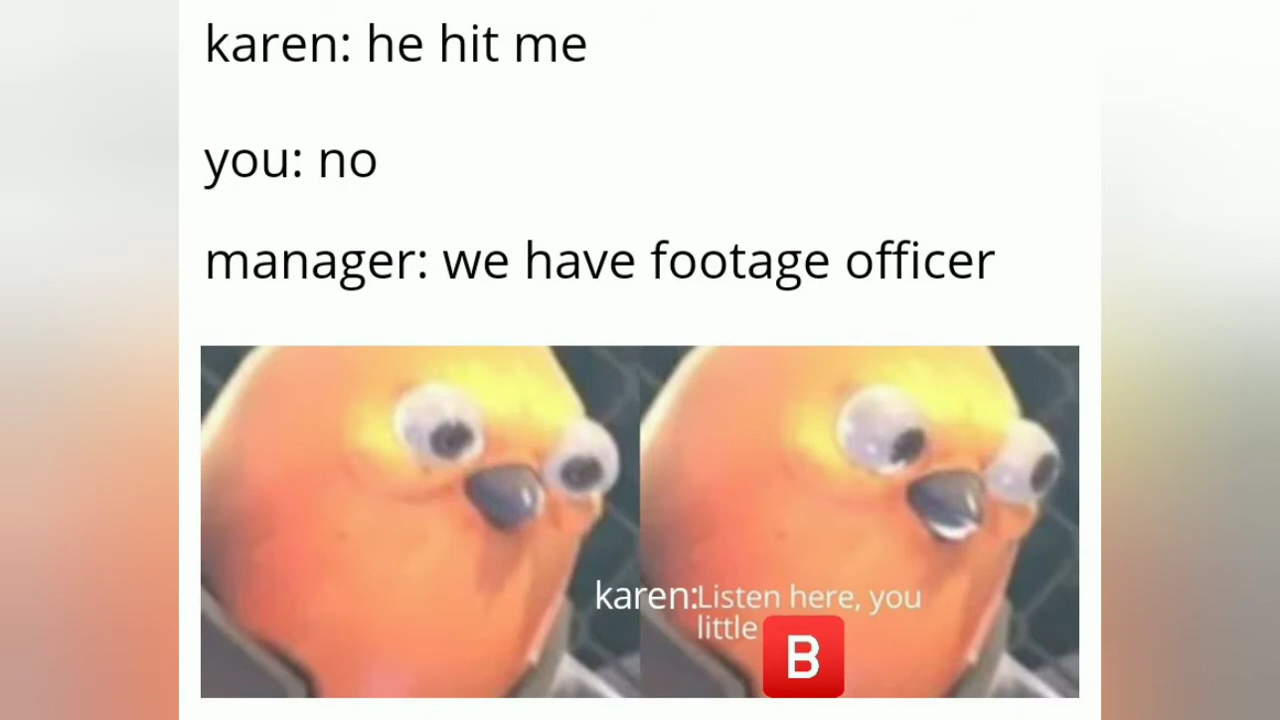 karen: he hit me
you: no
manager: we have footage officer
karen:Listen here, you
little B